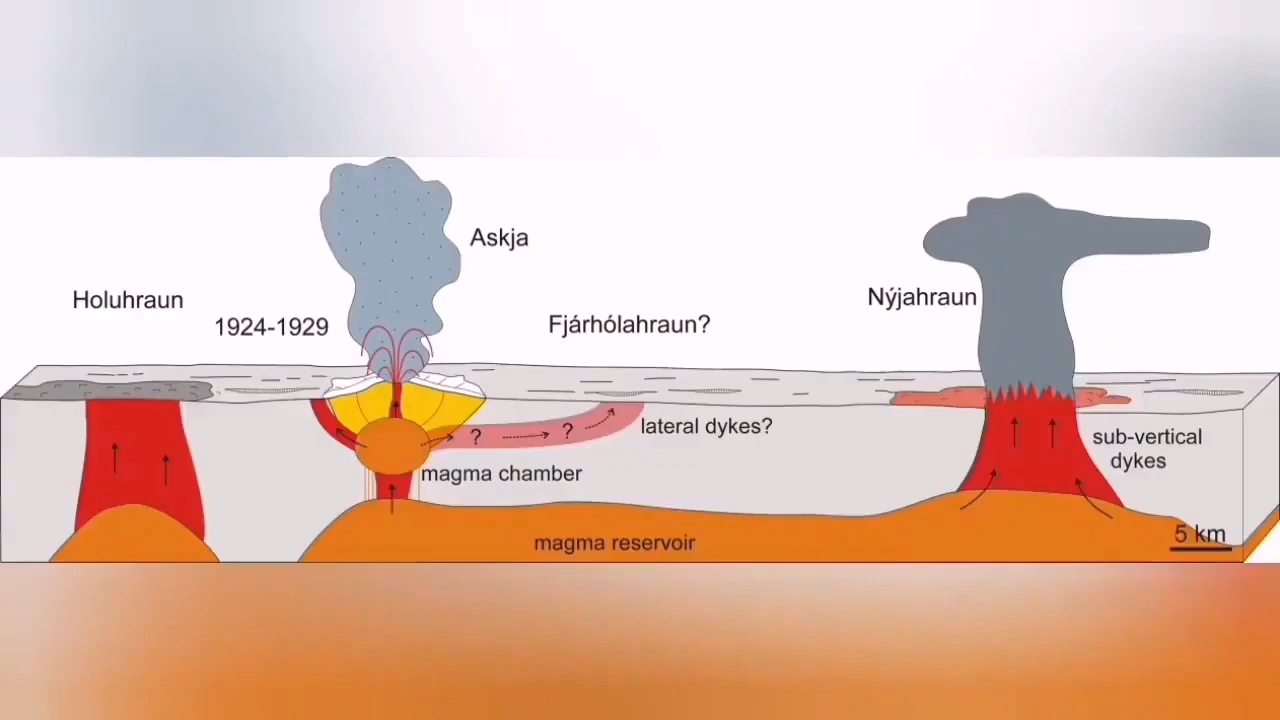 Askja
Holuhraun
1924-1929
Fjárhólahraun?
Nýjahraun
lateral dykes?
? ?
sub-vertical
dykes
magma chamber
magma reservoir
5 km